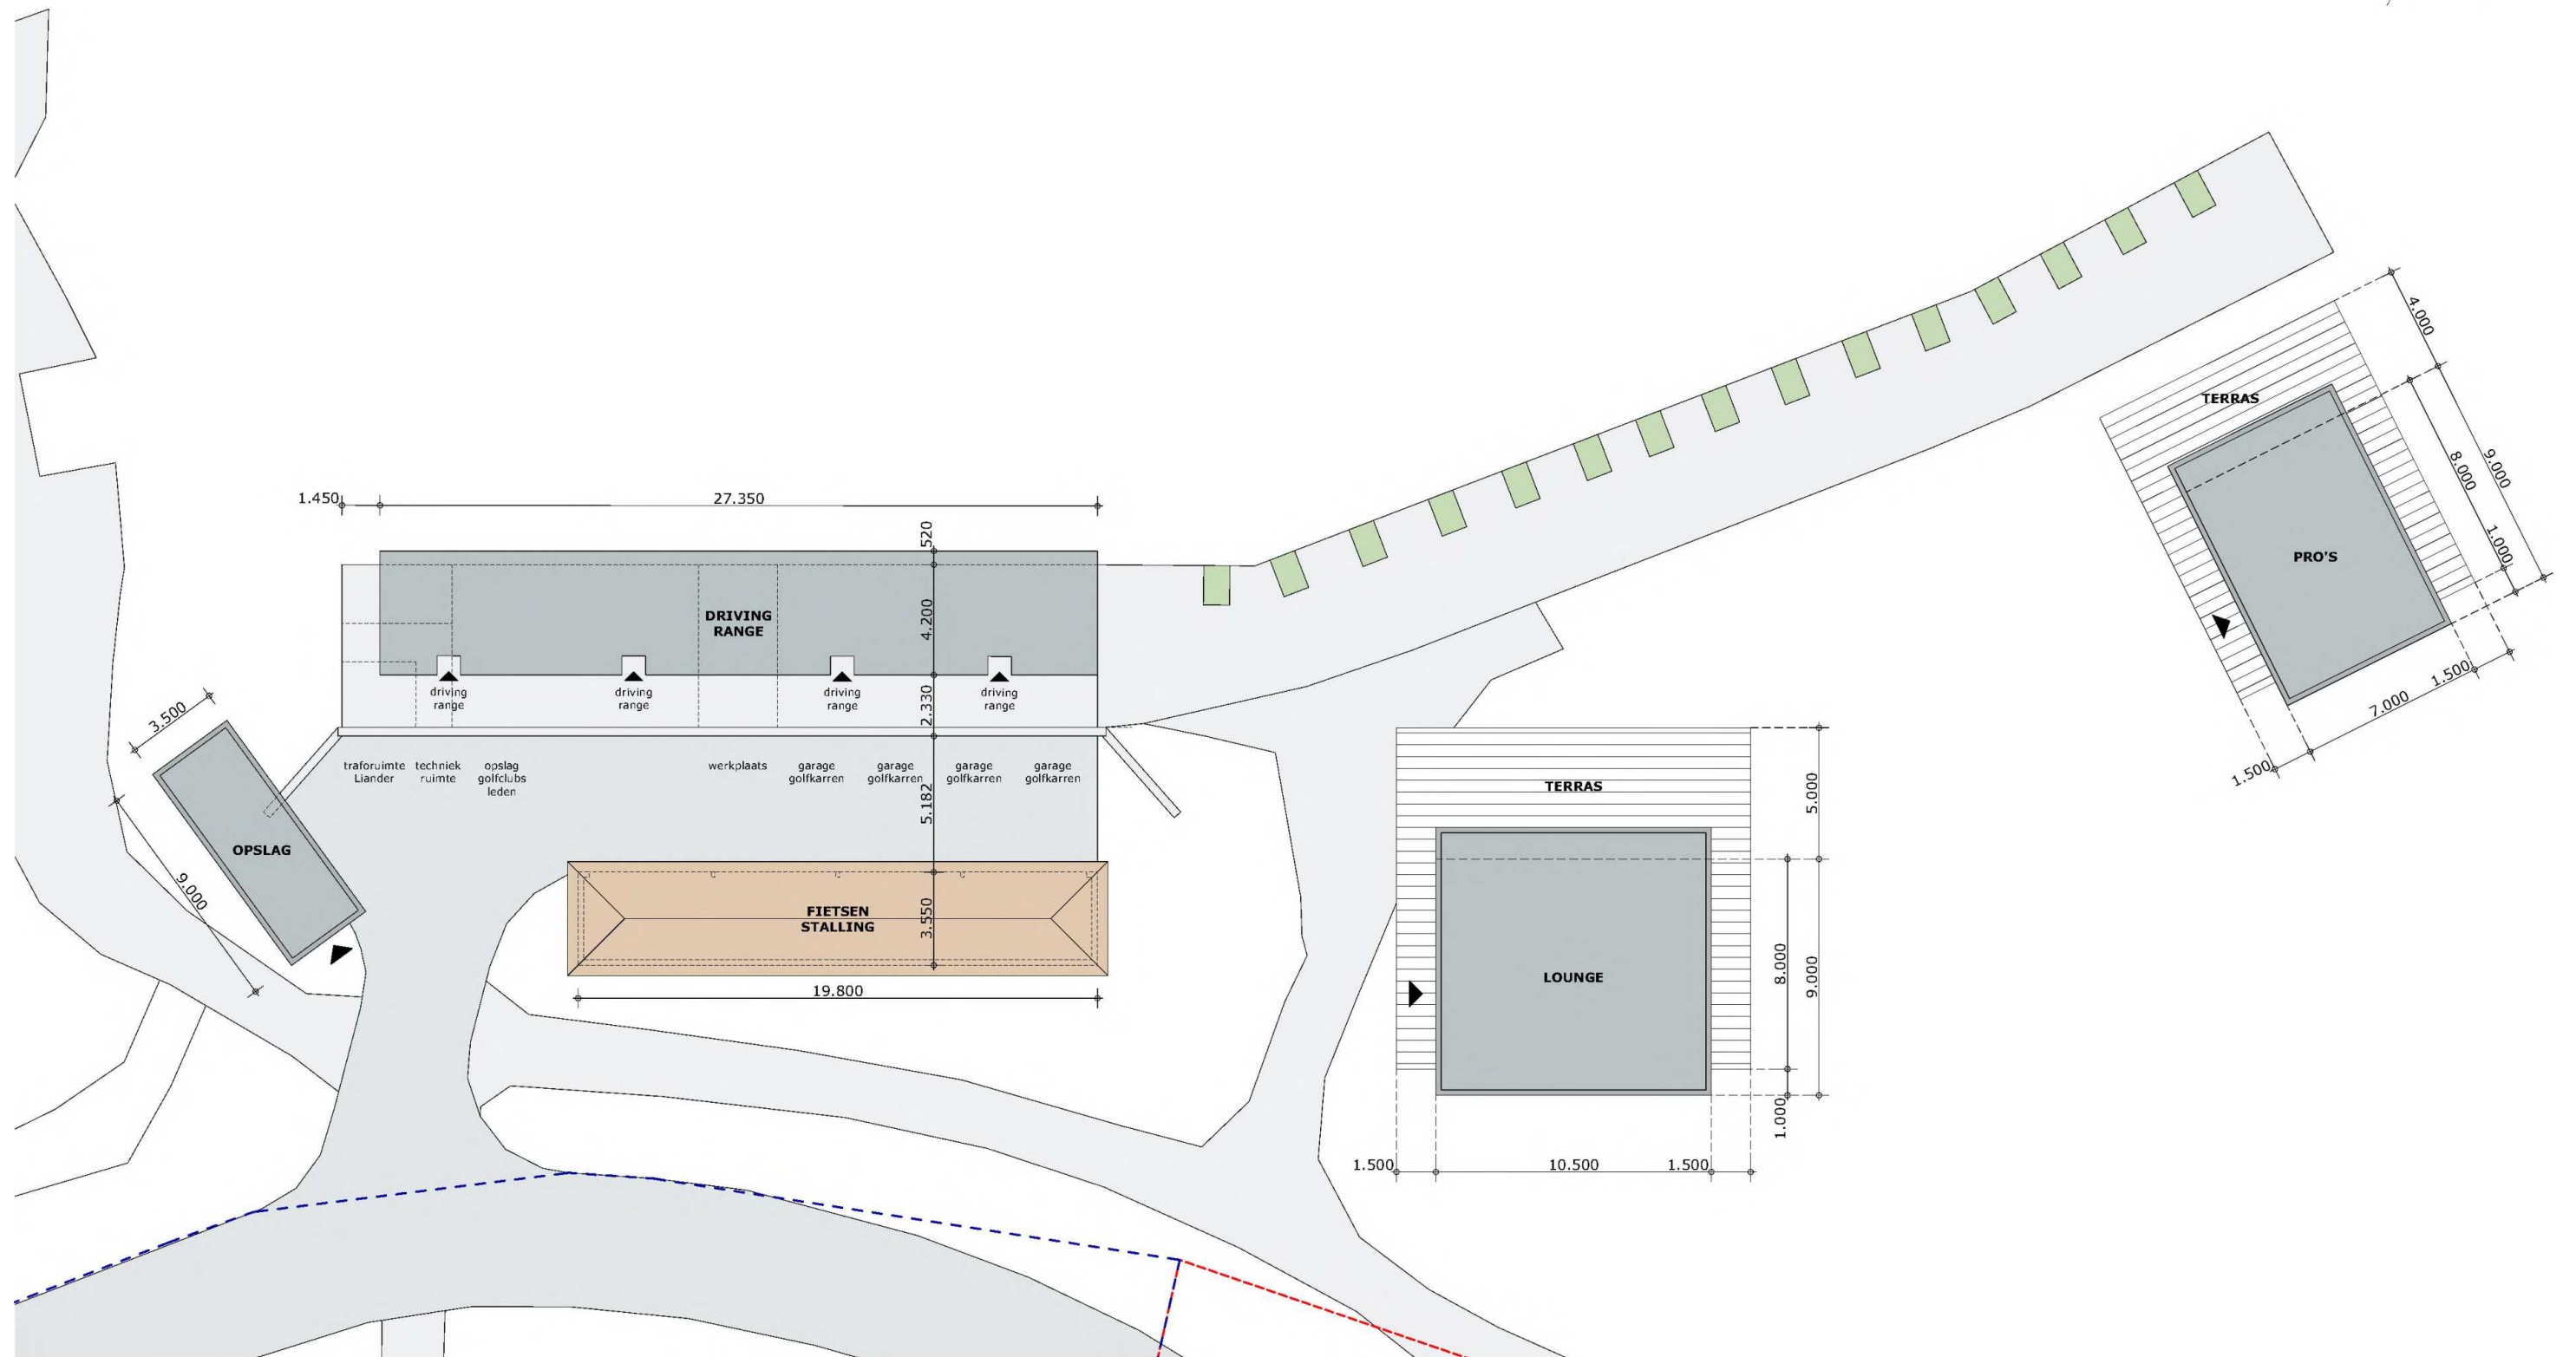 4.000
TERRAS
8.000
9.000
1.450
27.350
520
1.000
PRO'S
DRIVING
RANGE
4.200
driving
range
driving
range
driving
range
driving
range
1.500
7.000
3.500
2.330
1.500
traforuimte
Liander
techniek
ruimte
opslag
golfclubs
leden
werkplaats
garage
golfkarren
garage
golfkarren
garage
golfkarren
garage
golfkarren
TERRAS
5.000
5.182
OPSLAG
9.000
FIETSEN
STALLING
3.550
LOUNGE
8.000
9.000
19.800
1.000
1.500
10.500
1.500